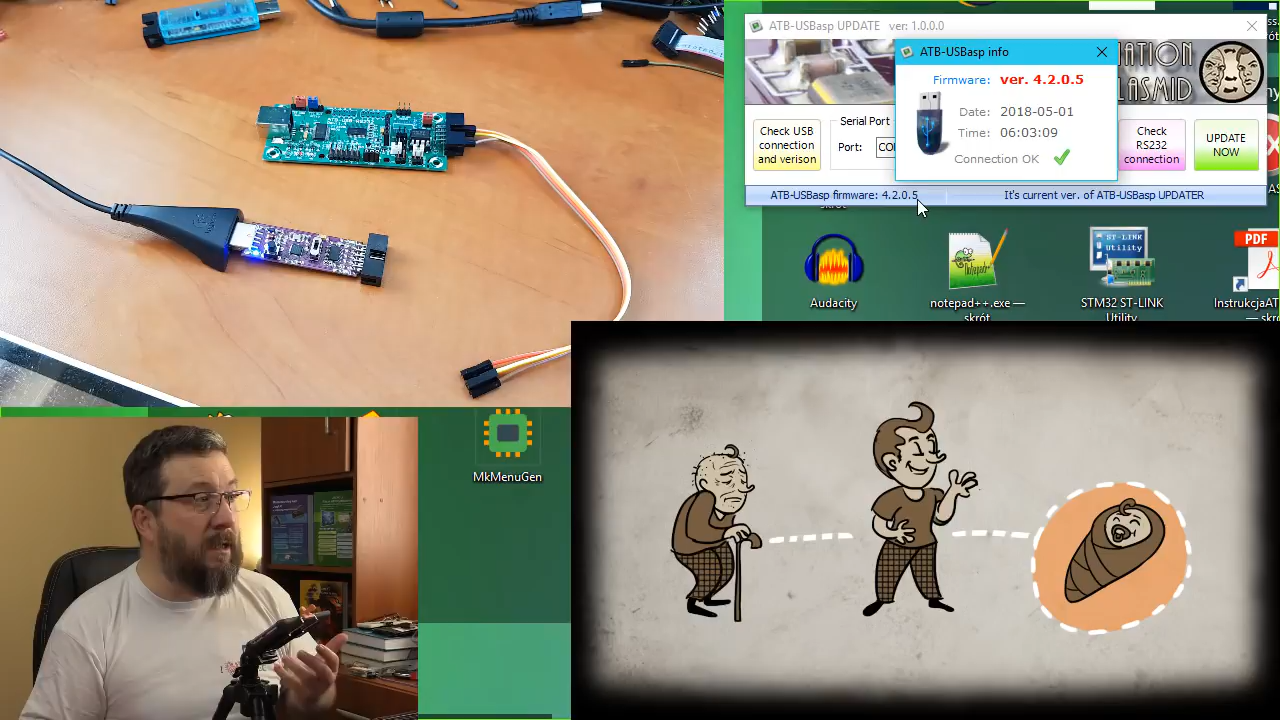 ATB-USBasp UPDATE ver: 1.0.0.0
ATB-USBasp info
Firmware: ver. 4.2.0.5
Date: 2018-05-01
Time: 06:03:09
Connection OK
Check USB
connection
and verison
Serial Port
Port:
Check
RS232
connection
UPDATE
NOW
ATB-USBasp firmware: 4.2.0.5
It's current ver. of ATB-USBasp UPDATER
Audacity
notepad++.exe —
skrót
STM32 ST-LINK
Utility
ST-LINK
Utility
PDF
MkMenuGen